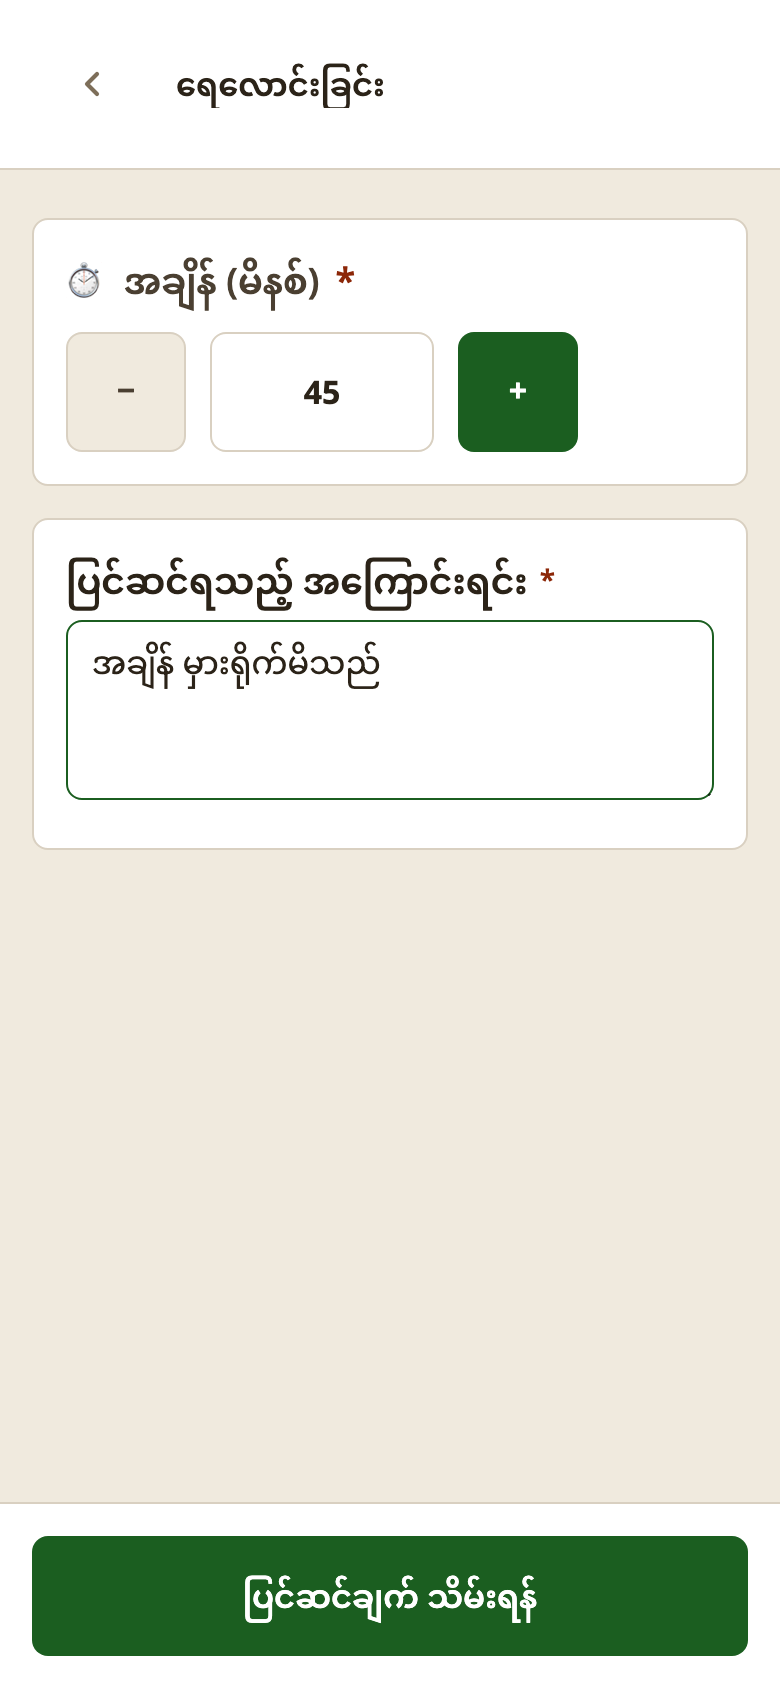 ရေလောင်းခြင်း
အချိန် (မိနစ်) *
− 45 +
ပြင်ဆင်ရသည့် အကြောင်းရင်း *
အချိန် မှားရိုက်မိသည်
ပြင်ဆင်ချက် သိမ်းရန်